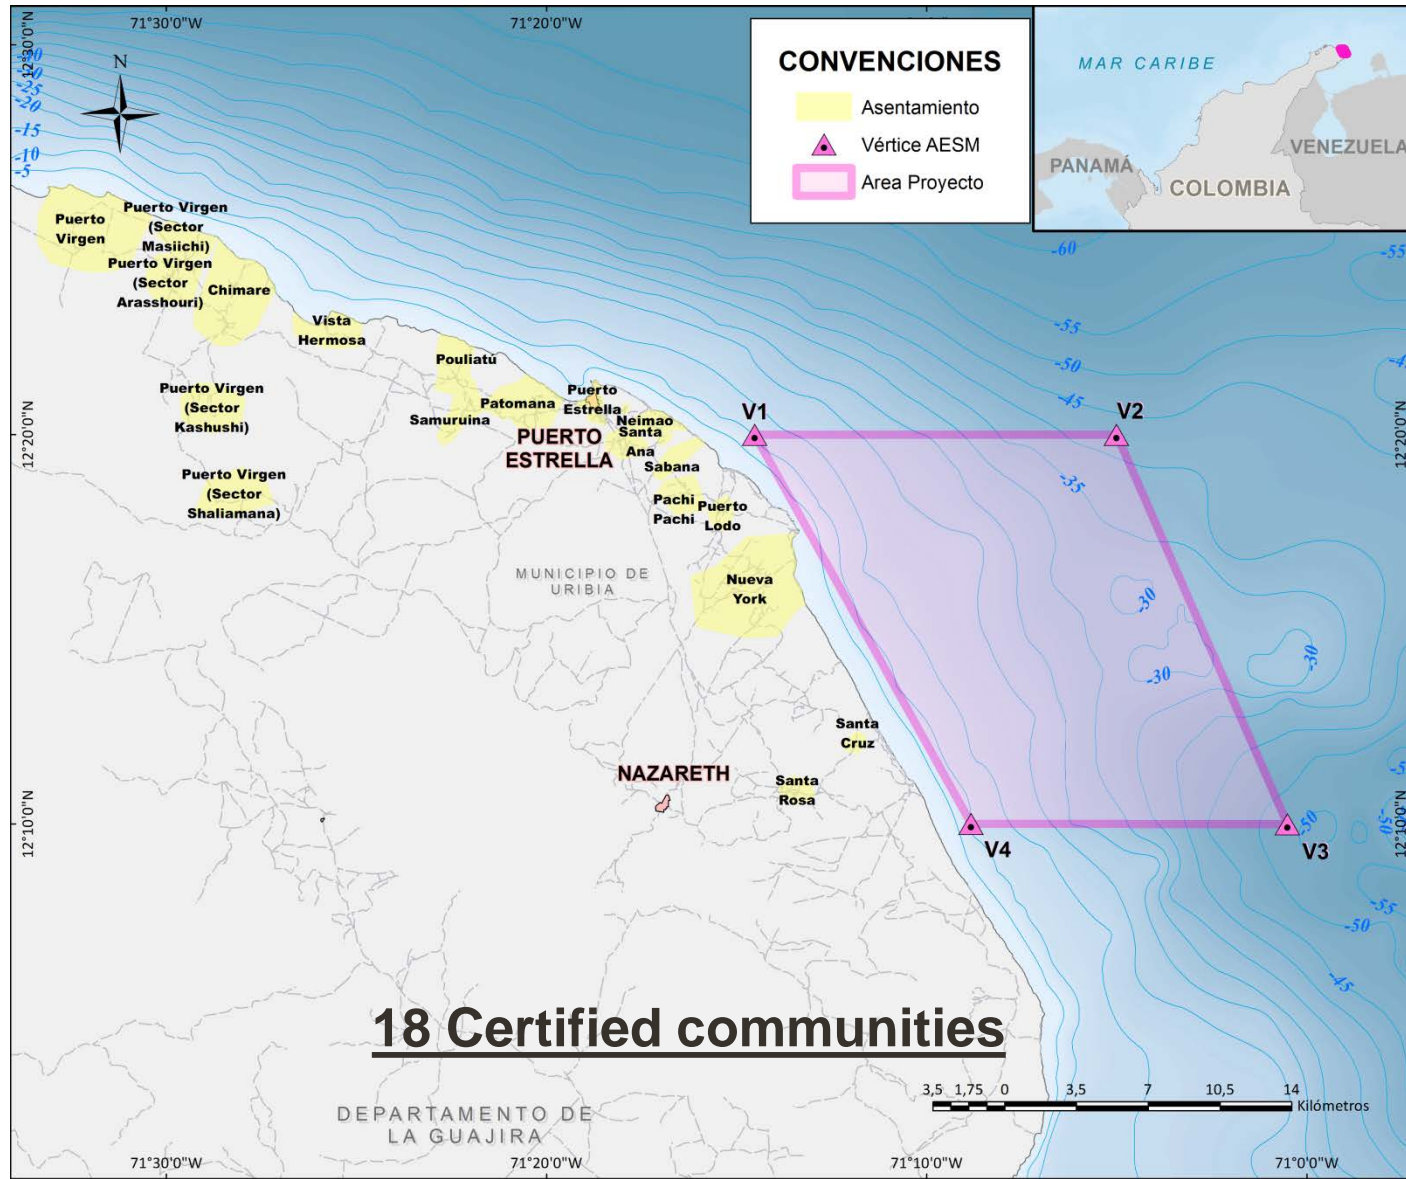 71°30'0"W
71°20'0"W
12°30'0"N
N
-20
-25
-15
-10
-5
CONVENCIONES
Asentamiento
Vértice AESM
Area Proyecto
MAR CARIBE
PANAMÁ
COLOMBIA
VENEZUELA
-60
-55
-55
-50
-45
-35
-30
-30
-30
-50
-55
-50
-45
Puerto
Virgen
Puerto Virgen
(Sector
Masiichi)
Puerto Virgen
(Sector
Arasshouri)
Chimare
Vista
Hermosa
Pouliatú
Puerto Virgen
(Sector
Kashushi)
Samuruina
Patomana
Puerto
Estrella
Neimao
Santa
Ana
Sabana
PUERTO
ESTRELLA
Puerto Virgen
(Sector
Shaliamana)
Pachi
Pachi
Puerto
Lodo
Nueva
York
MUNICIPIO DE
URIBIA
Santa
Cruz
Santa
Rosa
NAZARETH
V1
V2
V3
V4
12°20'0"N
12°20'0"N
12°10'0"N
12°10'0"N
18 Certified communities
3,5 1,75 0 3,5 7 10,5 14
Kilómetros
DEPARTAMENTO DE
LA GUAJIRA
71°30'0"W
71°20'0"W
71°10'0"W
71°0'0"W